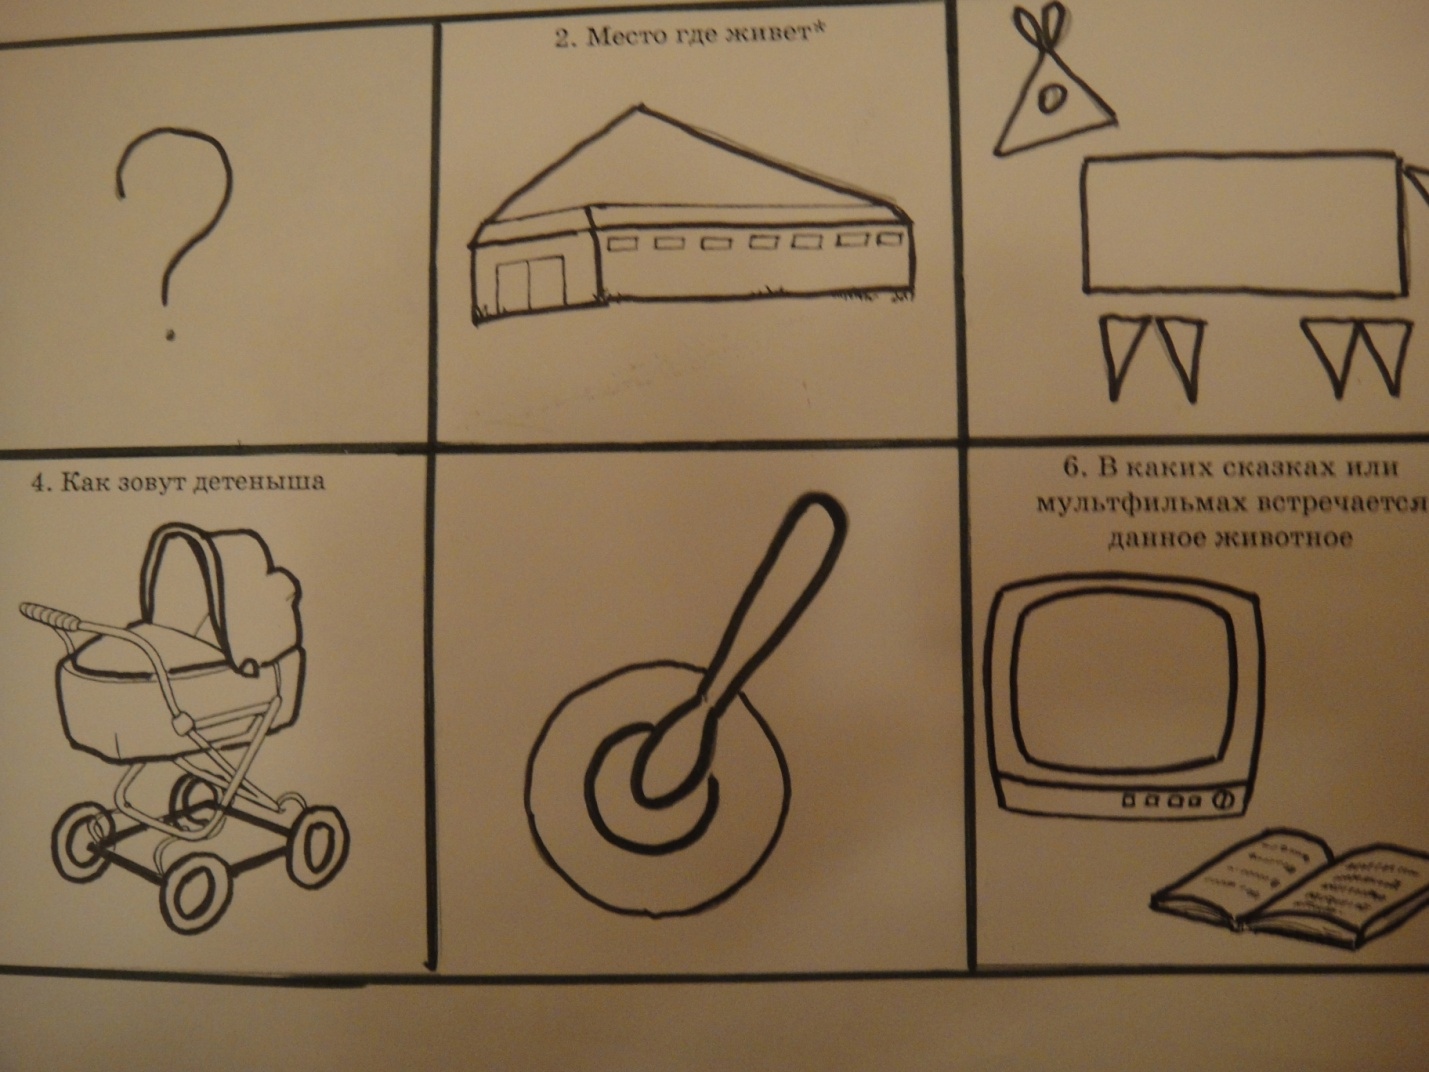 2. Место где живет*
4. Как зовут детеныша
6. В каких сказках или
мультфильмах встречается
данное животное